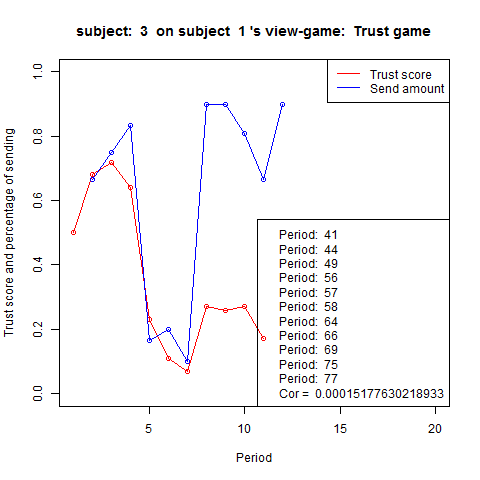 subject:  3  on subject  1 's view-game:  Trust game
Trust score
Send amount
Trust score and percentage of sending
1.0
0.8
0.6
0.4
0.2
0.0
Period:  41
Period:  44
Period:  49
Period:  56
Period:  57
Period:  58
Period:  64
Period:  66
Period:  69
Period:  75
Period:  77
Cor =  0.00015177630218933
5 10 15 20
Period